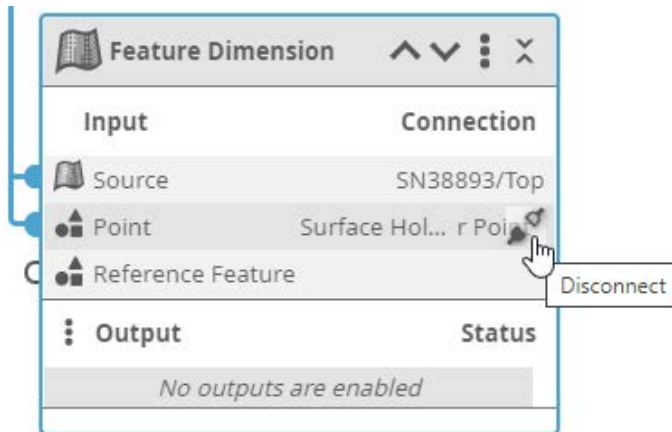 Feature Dimension
Input Connection
Source SN38893/Top
Point Surface Hol... r
Reference Feature
Disconnect
Output Status
No outputs are enabled